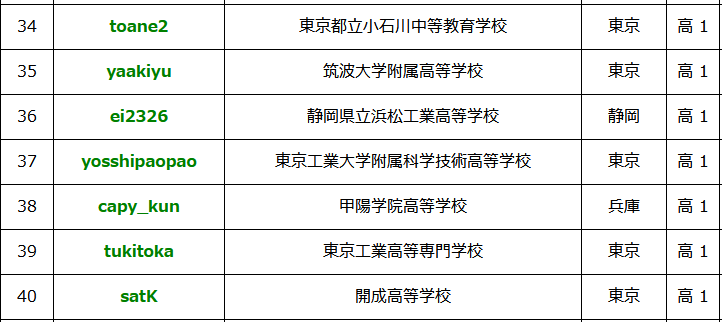 34 toane2 東京都立小石川中等教育学校 東京 高 1
35 yaakiyu 筑波大学附属高等学校 東京 高 1
36 ei2326 静岡県立浜松工業高等学校 静岡 高 1
37 yosshipaopao 東京工業大学附属科学技術高等学校 東京 高 1
38 capy_kun 甲陽学院高等学校 兵庫 高 1
39 tukitoka 東京工業高等専門学校 東京 高 1
40 satK 開成高等学校 東京 高 1